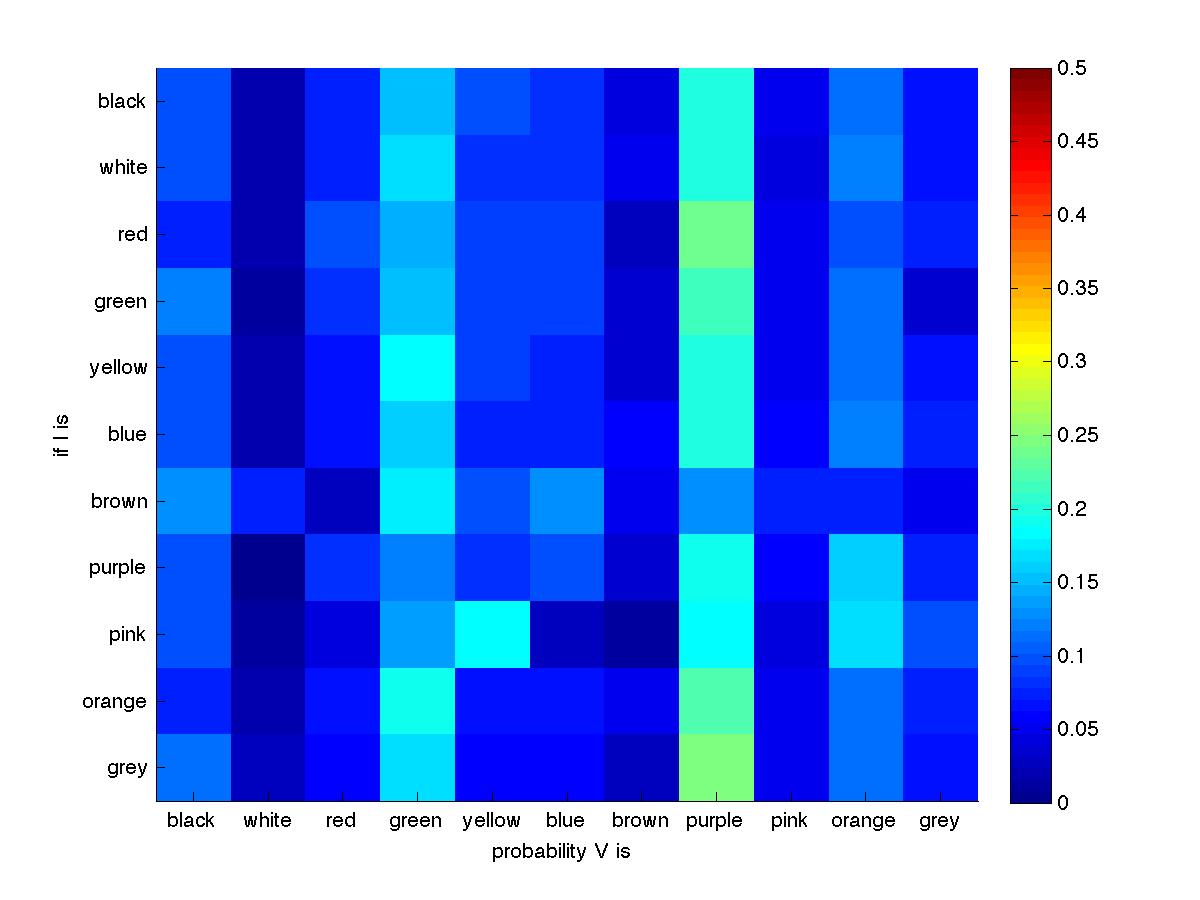 black
white
red
green
yellow
blue
brown
purple
pink
orange
grey
if I is
black white red green yellow blue brown purple pink orange grey
probability V is
0.5
0.45
0.4
0.35
0.3
0.25
0.2
0.15
0.1
0.05
0